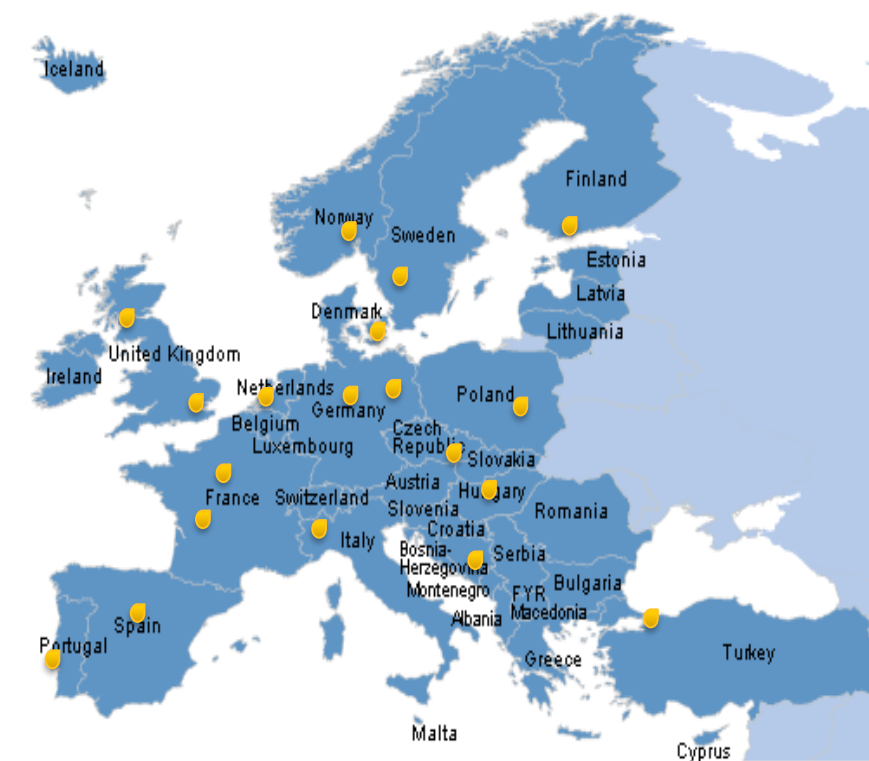 Iceland
Finland
Norway
Sweden
Estonia
Latvia
Denmark
Lithuania
United Kingdom
Ireland
Netherlands
Poland
Germany
Belgium
Czech
Republic
Luxembourg
Slovakia
Austria
Hungary
France
Switzerland
Slovenia
Romania
Croatia
Italy
Bosnia-
Herzegovina
Serbia
Bulgaria
Montenegro
FYR
Macedonia
Albania
Spain
Portugal
Greece
Turkey
Malta
Cyprus